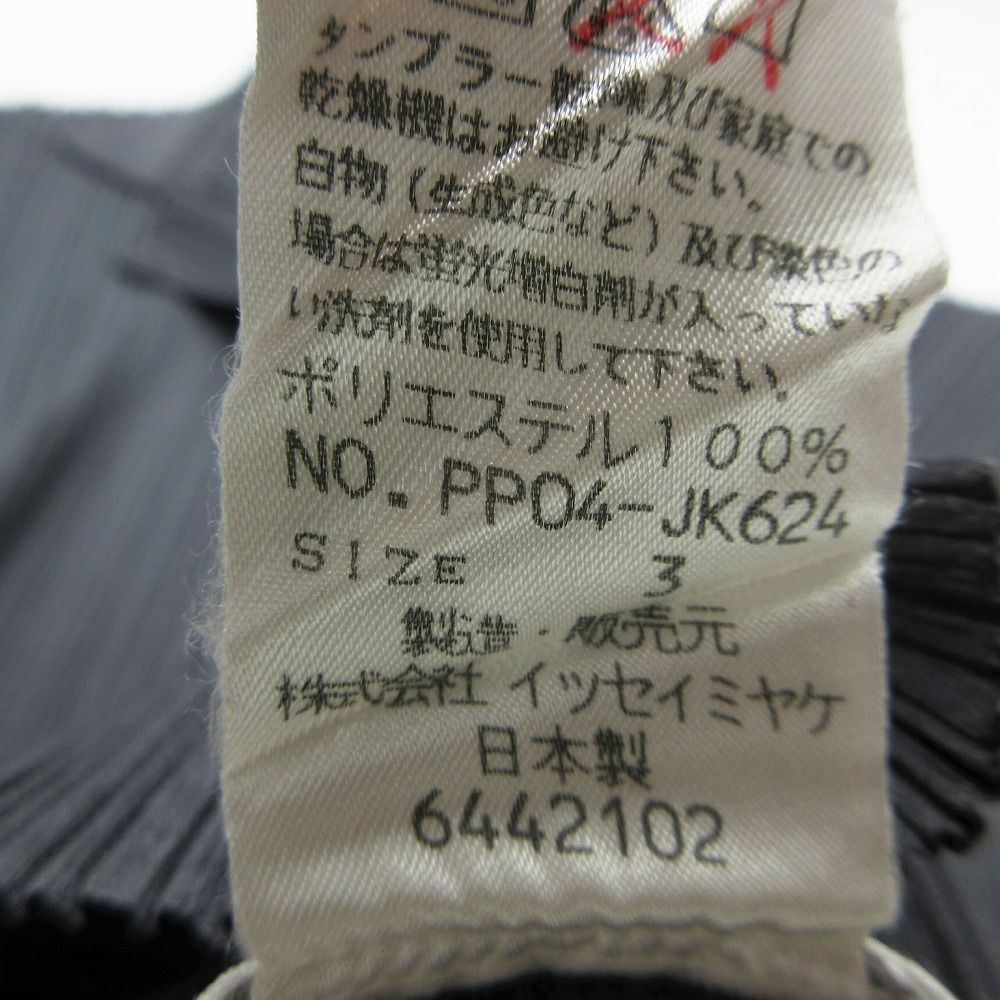 タンブラー乾燥及び家庭での
乾燥機はお避け下さい。
白物(生成色など)及び淡色の
場合は蛍光増白剤が入っていな
い洗剤を使用して下さい。
ポリエステル100%
NO. PP04-JK624
SIZE 3
製造・販売元
株式会社イッセイミヤケ
日本製
6442102